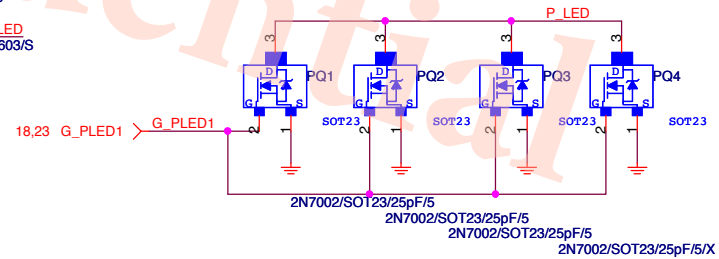 LED
603/S
P_LED
3 3 3 3
D D D D
PQ1 PQ2 PQ3 PQ4
G S G S G S G S
SOT23 SOT23 SOT23 SOT23
18,23 G_PLED1 G_PLED1
2 1 2 1 2 1 2 1
2N7002/SOT23/25pF/5
2N7002/SOT23/25pF/5
2N7002/SOT23/25pF/5
2N7002/SOT23/25pF/5/X
ential